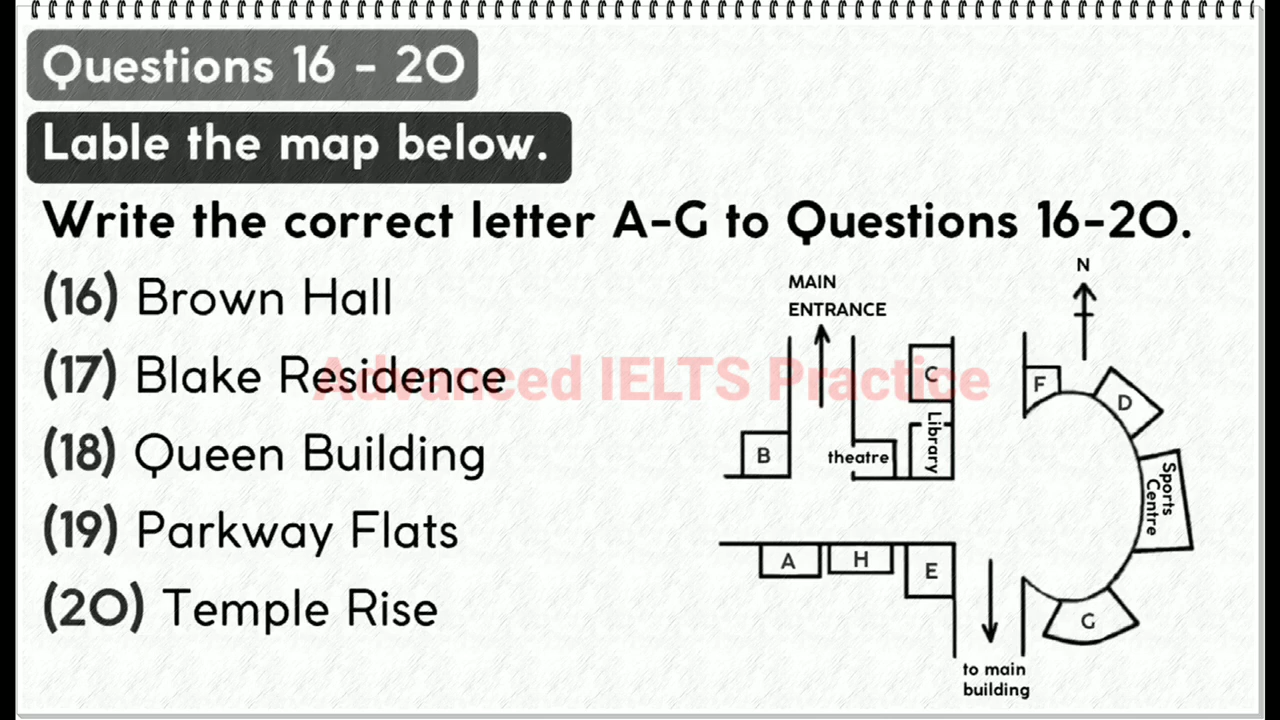 Questions 16 - 20
Lable the map below.
Write the correct letter A-G to Questions 16-20.
(16) Brown Hall
(17) Blake Residence
(18) Queen Building
(19) Parkway Flats
(20) Temple Rise
Advanced IELTS Practice
MAIN
ENTRANCE
N
C
F
D
B
theatre
Library
Sports
Centre
A
H
E
G
to main
building